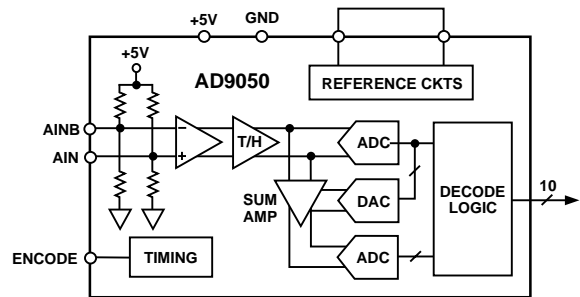 +5V GND
+5V
AD9050
REFERENCE CKTS
AINB
AIN
−
+
T/H
ADC
SUM
AMP
DAC
ADC
DECODE
LOGIC
10
ENCODE
TIMING